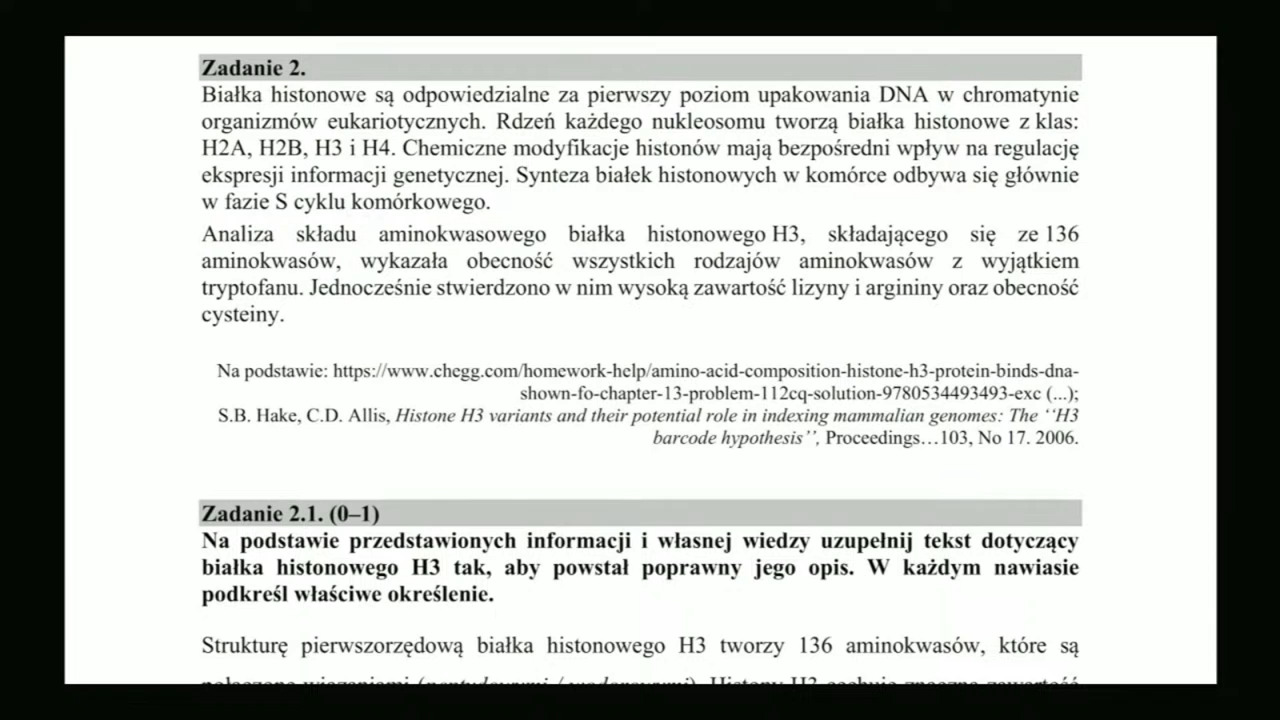 Zadanie 2.
Białka histonowe są odpowiedzialne za pierwszy poziom upakowania DNA w chromatynie
organizmów eukariotycznych. Rdzeń każdego nukleosomu tworzą białka histonowe z klas:
H2A, H2B, H3 i H4. Chemiczne modyfikacje histonów mają bezpośredni wpływ na regulację
ekspresji informacji genetycznej. Synteza białek histonowych w komórce odbywa się głównie
w fazie S cyklu komórkowego.
Analiza składu aminokwasowego białka histonowego H3, składającego się ze 136
aminokwasów, wykazała obecność wszystkich rodzajów aminokwasów z wyjątkiem
tryptofanu. Jednocześnie stwierdzono w nim wysoką zawartość lizyny i argininy oraz obecność
cysteiny.
Na podstawie: https://www.chegg.com/homework-help/amino-acid-composition-histone-h3-protein-binds-dna-
shown-fo-chapter-13-problem-112cq-solution-9780534493493-exc (...);
S.B. Hake, C.D. Allis, Histone H3 variants and their potential role in indexing mammalian genomes: The ‘‘H3
barcode hypothesis’’, Proceedings…103, No 17. 2006.
Zadanie 2.1. (0–1)
Na podstawie przedstawionych informacji i własnej wiedzy uzupełnij tekst dotyczący
białka histonowego H3 tak, aby powstał poprawny jego opis. W każdym nawiasie
podkreśl właściwe określenie.
Strukturę pierwszorzędową białka histonowego H3 tworzy 136 aminokwasów, które są